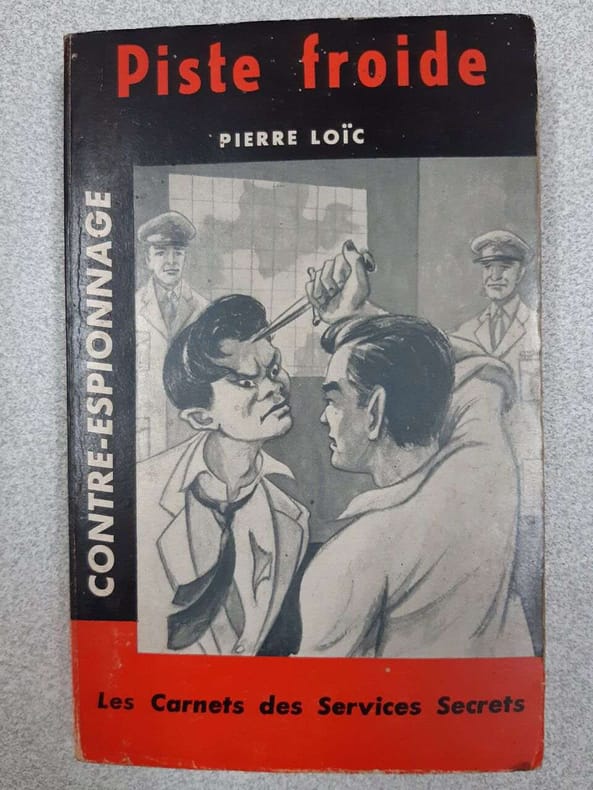 Piste froide
PIERRE LOÏC
CONTRE-ESPIONNAGE
Les Carnets des Services Secrets